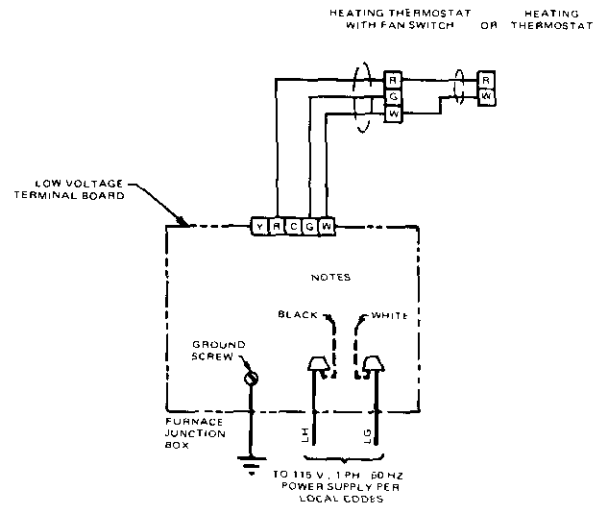 HEATING THERMOSTAT
WITH FAN SWITCH
OR
HEATING
THERMOSTAT
R
G
W
R
W
LOW VOLTAGE
TERMINAL BOARD
Y R C G W
NOTES
BLACK
WHITE
GROUND
SCREW
FURNACE
JUNCTION
BOX
LH
LG
TO 115 V, 1 PH 60 HZ
POWER SUPPLY PER
LOCAL CODES